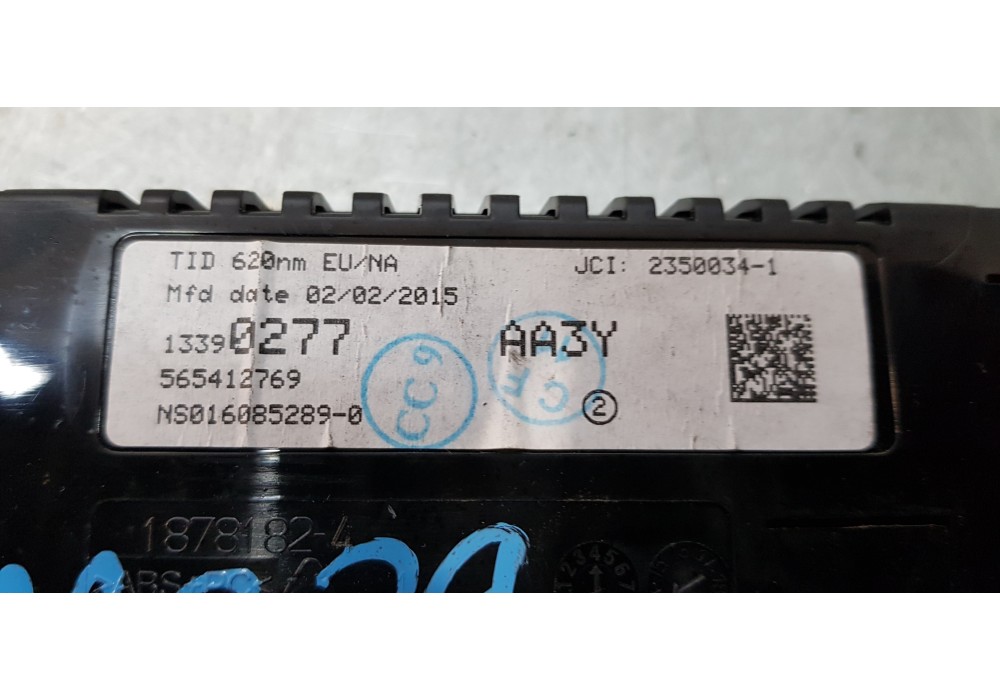 TID 620nm EU/NA JCI: 2350034-1
Mfd date 02/02/2015
13390277 AA3Y
565412769
NS016085289-0 2
CC9
CF
1878182-4